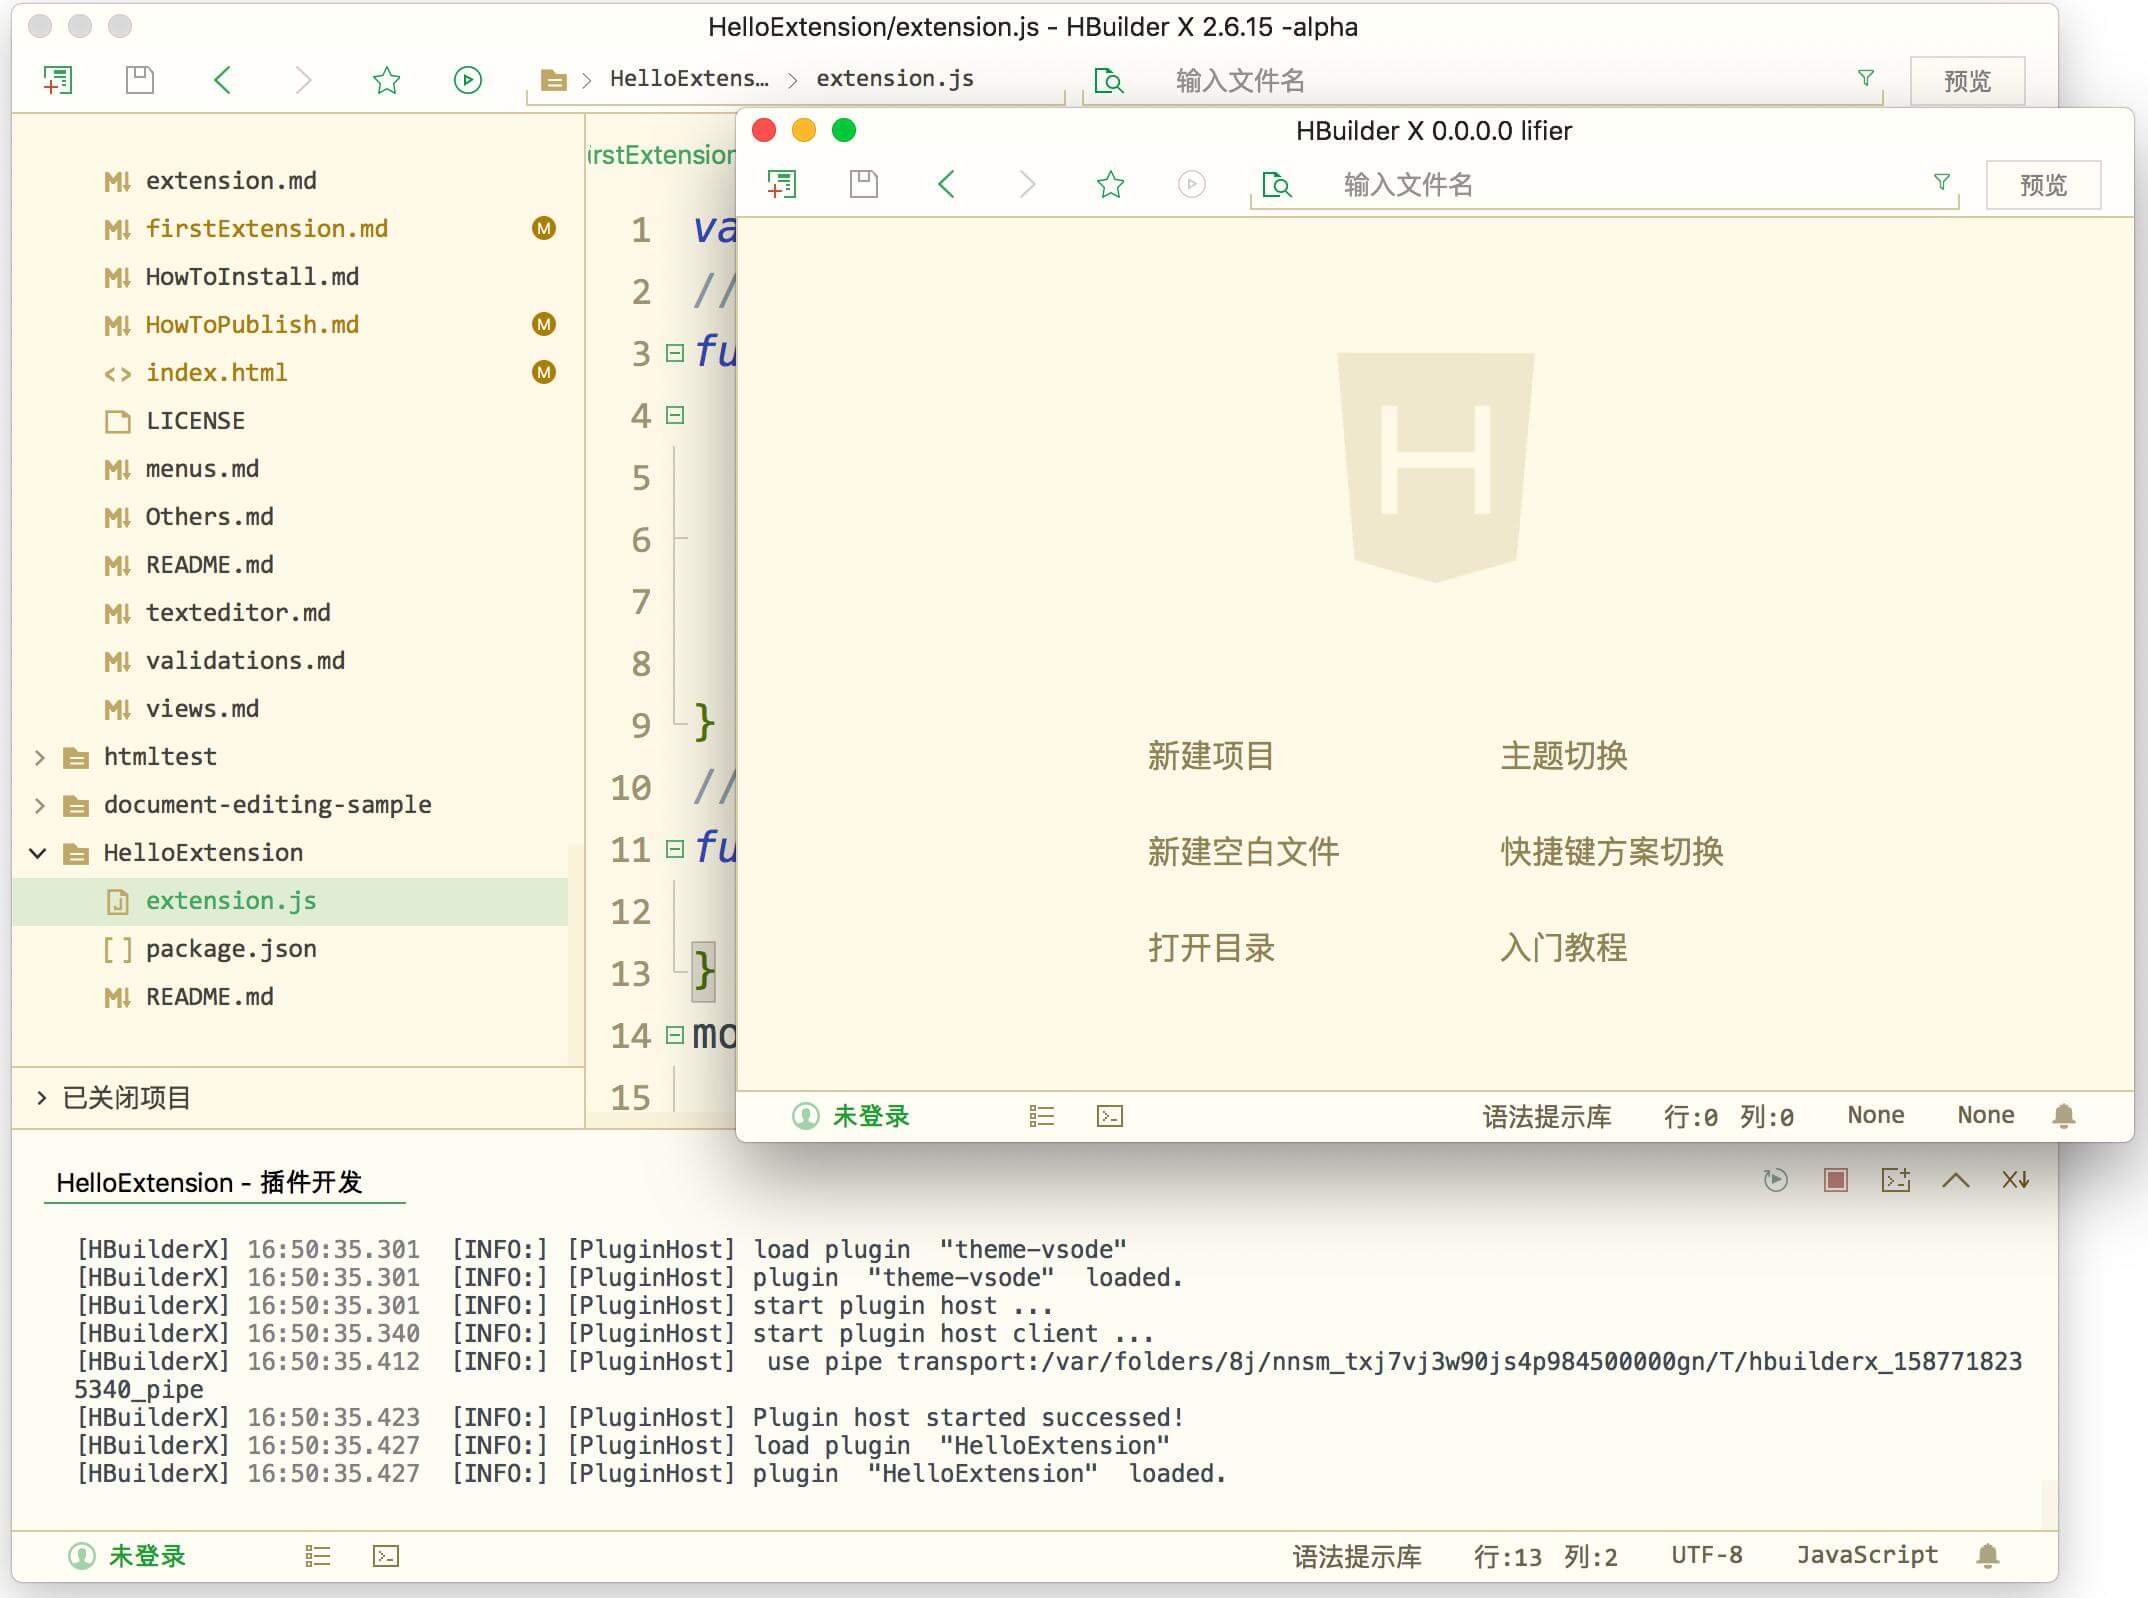 HelloExtension/extension.js - HBuilder X 2.6.15 -alpha
HelloExtens... extension.js 输入文件名 预览
extension.md
firstExtension.md M
HowToInstall.md
HowToPublish.md M
index.html M
LICENSE
menus.md
Others.md
README.md
texteditor.md
validations.md
views.md
htmltest
document-editing-sample
HelloExtension
extension.js
package.json
README.md
已关闭项目
irstExtension
1 va
2 //
3 fu
4
5
6
7
8
9 }
10 //
11 fu
12
13 }
14 mo
15
HBuilder X 0.0.0.0 lifier
输入文件名 预览
H
新建项目 主题切换
新建空白文件 快捷键方案切换
打开目录 入门教程
未登录 语法提示库 行:0 列:0 None None
HelloExtension - 插件开发
[HBuilderX] 16:50:35.301 [INFO:] [PluginHost] load plugin "theme-vsode"
[HBuilderX] 16:50:35.301 [INFO:] [PluginHost] plugin "theme-vsode" loaded.
[HBuilderX] 16:50:35.301 [INFO:] [PluginHost] start plugin host ...
[HBuilderX] 16:50:35.340 [INFO:] [PluginHost] start plugin host client ...
[HBuilderX] 16:50:35.412 [INFO:] [PluginHost] use pipe transport:/var/folders/8j/nnsm_txj7vj3w90js4p984500000gn/T/hbuilderx_158771823
5340_pipe
[HBuilderX] 16:50:35.423 [INFO:] [PluginHost] Plugin host started successed!
[HBuilderX] 16:50:35.427 [INFO:] [PluginHost] load plugin "HelloExtension"
[HBuilderX] 16:50:35.427 [INFO:] [PluginHost] plugin "HelloExtension" loaded.
未登录 语法提示库 行:13 列:2 UTF-8 JavaScript